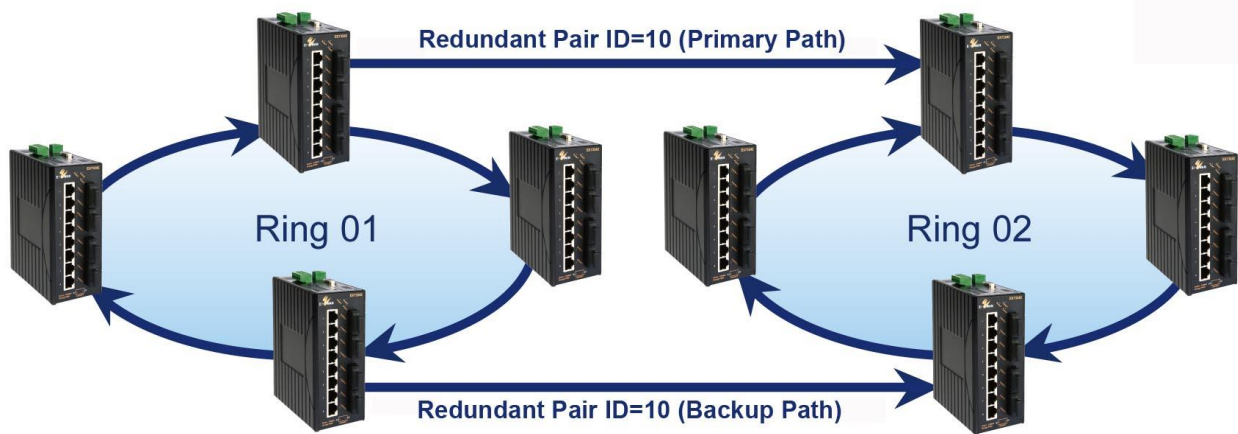 Redundant Pair ID=10 (Primary Path)
Ring 01
Ring 02
Redundant Pair ID=10 (Backup Path)